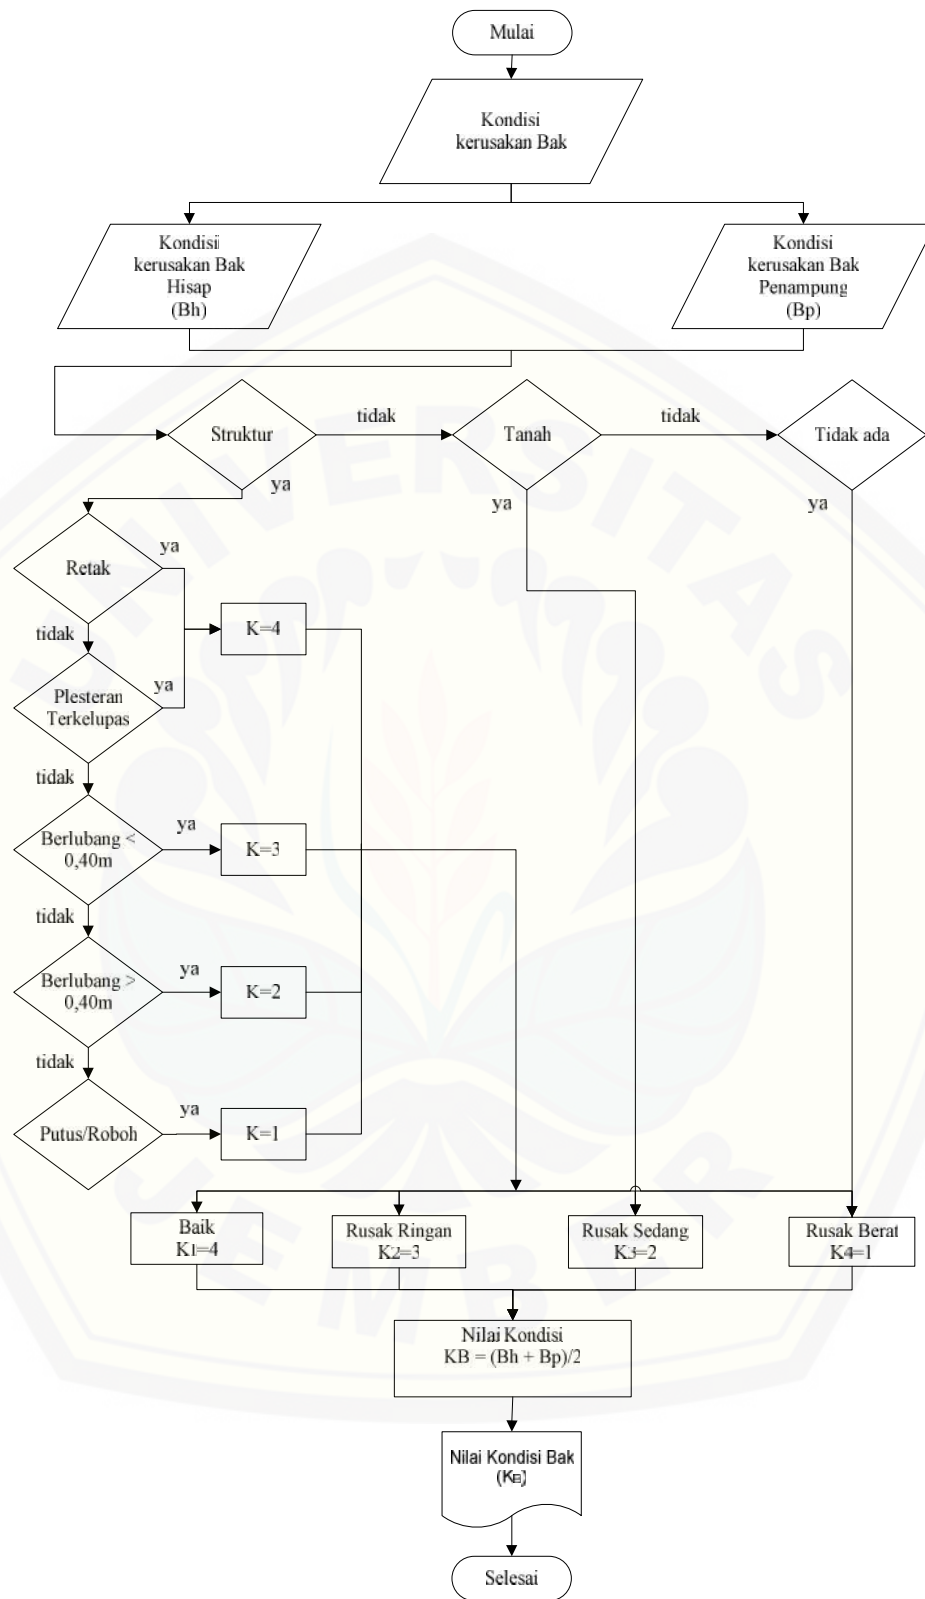 Mulai
Kondisi
kerusakan Bak
Kondisi
kerusakan Bak
Hisap
(Bh)
Kondisi
kerusakan Bak
Penampung
(Bp)
Struktur
tidak
Tanah
tidak
Tidak ada
ya
ya
ya
Retak
ya
tidak
K=4
Plesteran
Terkelupas
ya
tidak
Berlubang <
0,40m
ya
K=3
tidak
Berlubang >
0,40m
ya
K=2
tidak
Putus/Roboh
ya
K=1
Baik
K1=4
Rusak Ringan
K2=3
Rusak Sedang
K3=2
Rusak Berat
K4=1
Nilai Kondisi
KB = (Bh + Bp)/2
Nilai Kondisi Bak
(KB)
Selesai
UNIVERSITAS
JEMBER